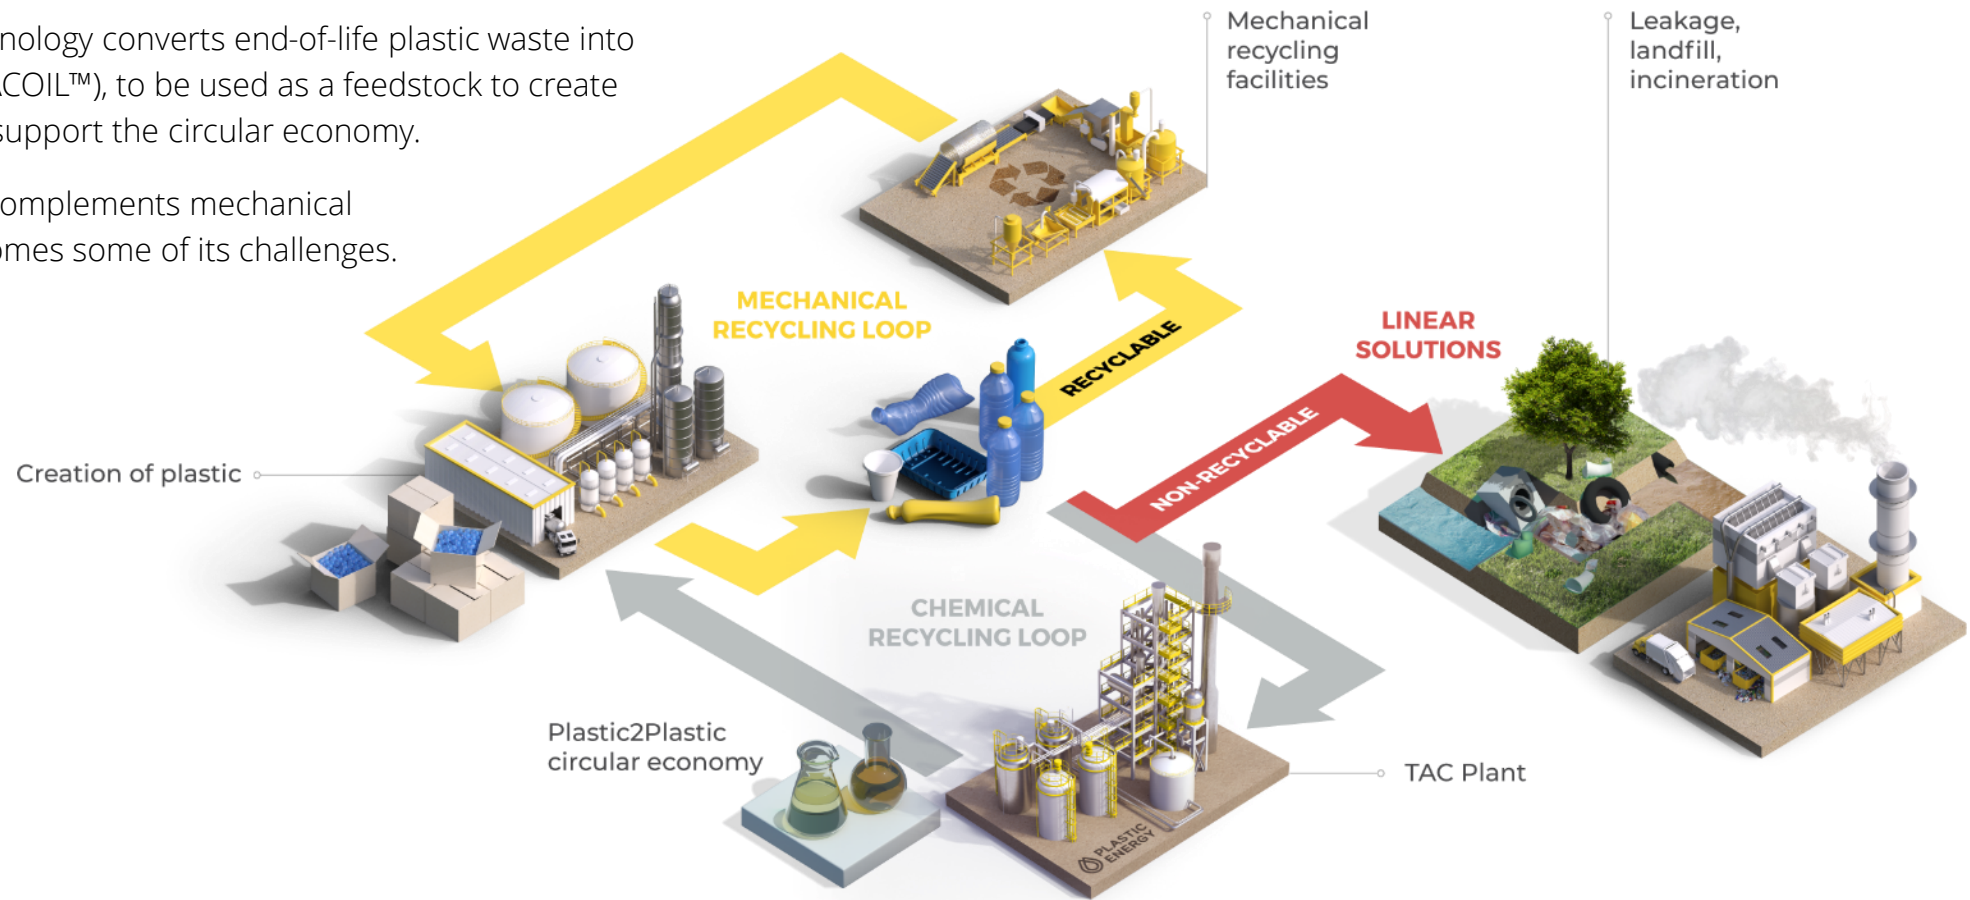 nology converts end-of-life plastic waste into
ACOIL™), to be used as a feedstock to create
support the circular economy.
omplements mechanical
omes some of its challenges.
Mechanical
recycling
facilities
Leakage,
landfill,
incineration
MECHANICAL
RECYCLING LOOP
RECYCLABLE
LINEAR
SOLUTIONS
NON-RECYCLABLE
Creation of plastic
CHEMICAL
RECYCLING LOOP
Plastic2Plastic
circular economy
TAC Plant
PLASTIC
ENERGY